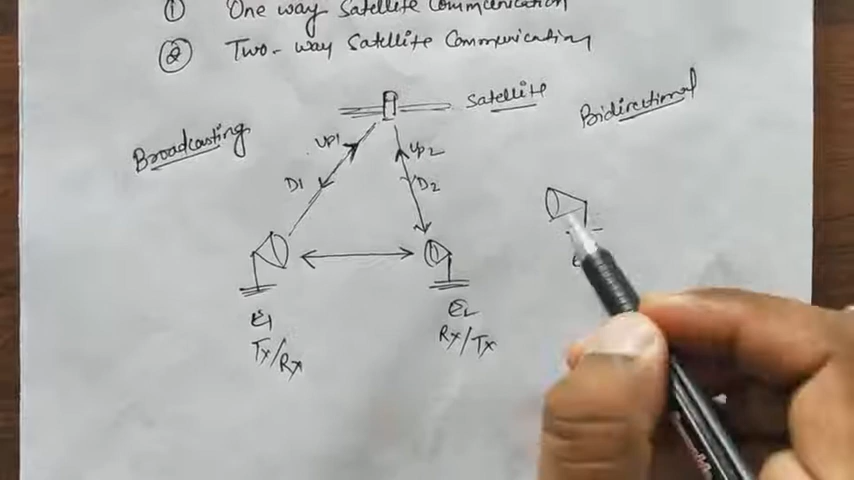 ① One way Satellite Communication
② Two-way Satellite Communication
Satellite
Bidirectional
Broadcasting
UP1
UP2
D1
D2
E1
E2
Tx/Rx
Rx/Tx